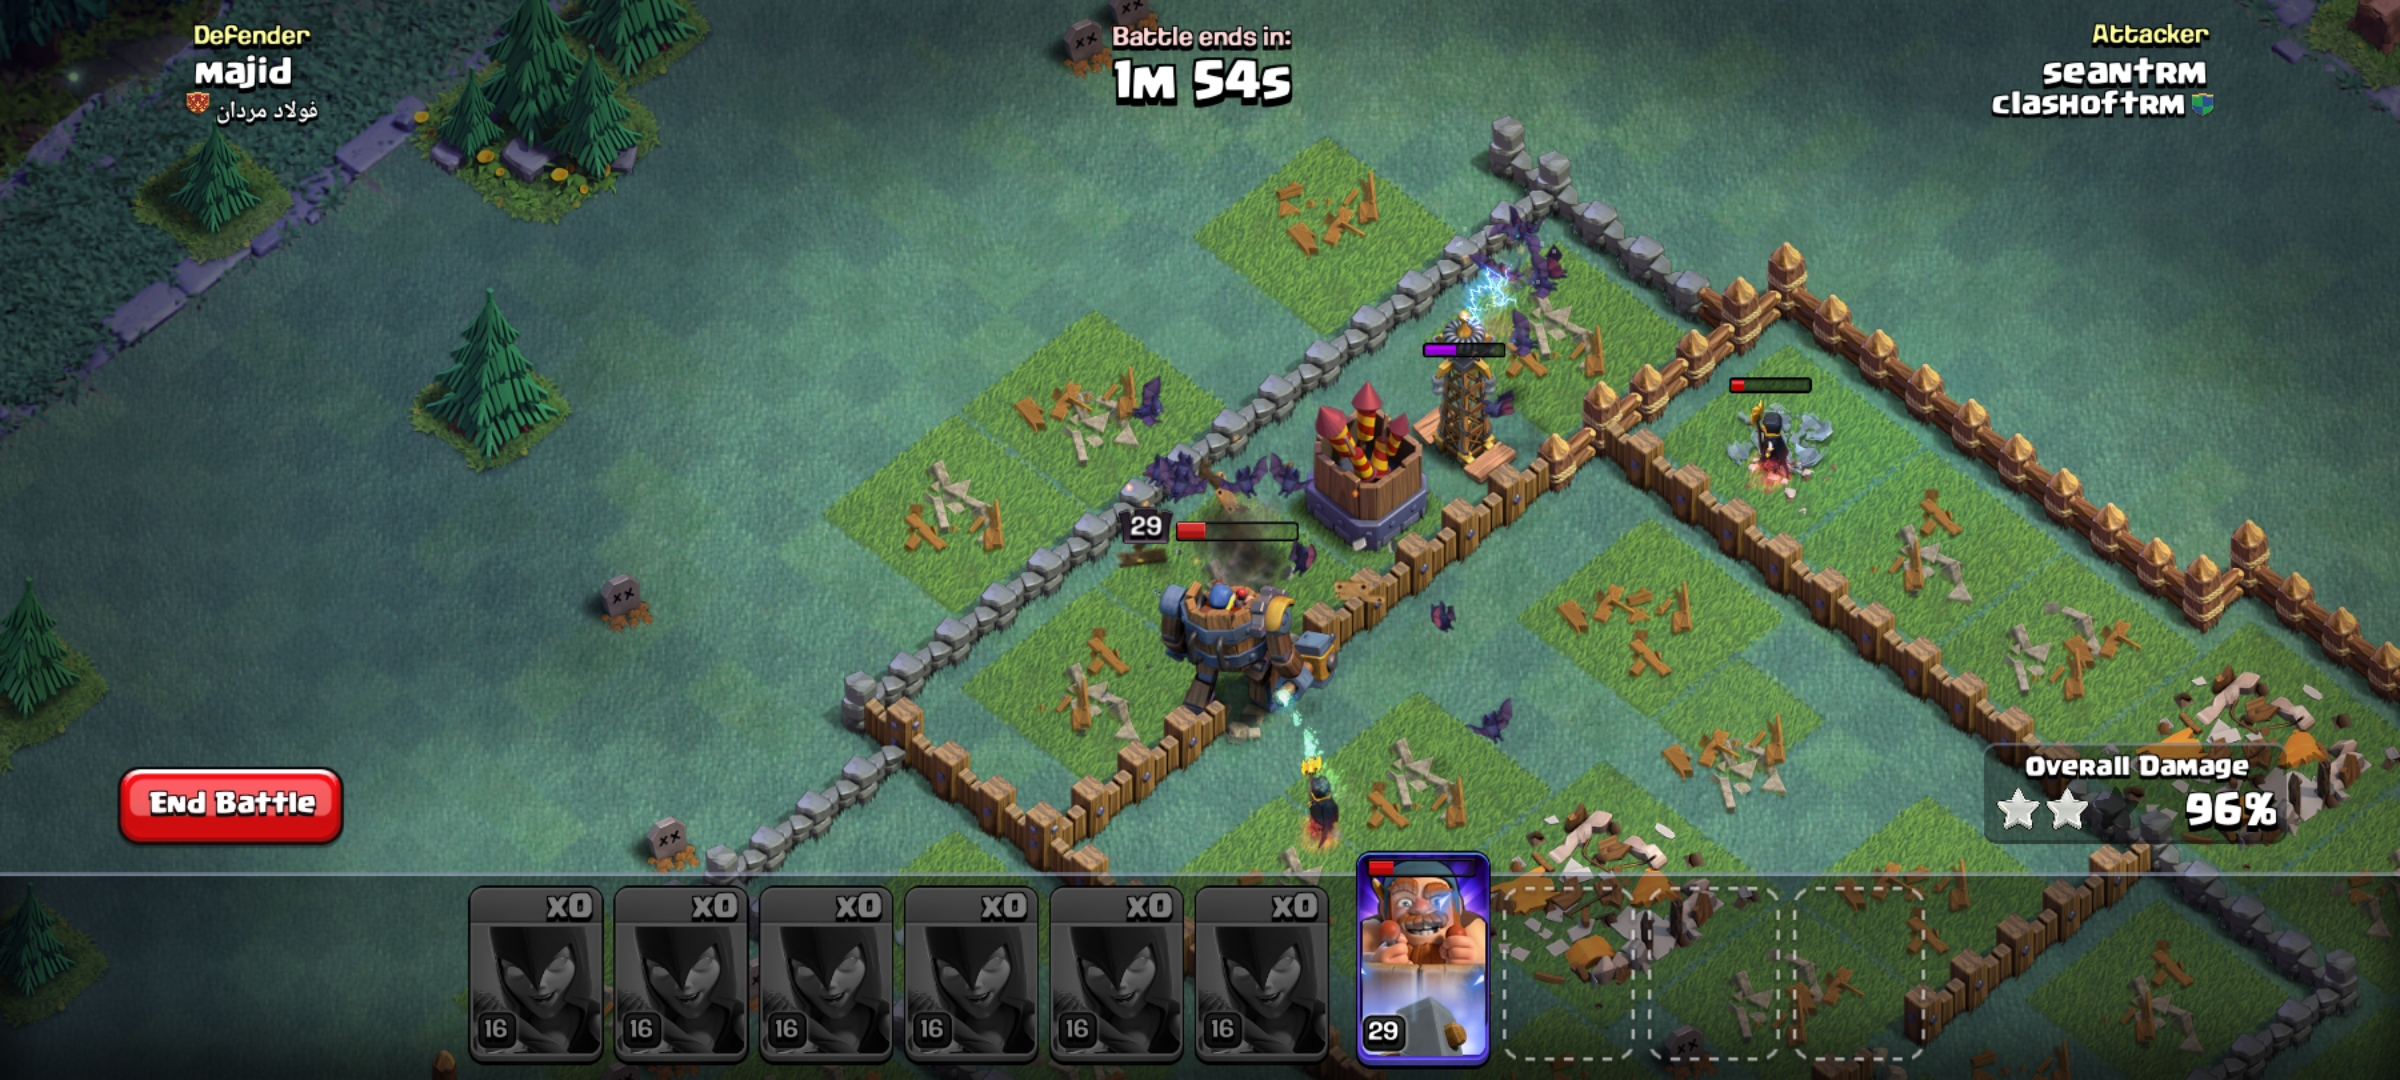 Defender
majid
فولاد مردان
Battle ends in:
1M 54s
Attacker
seantRM
clashoftRM
29
End Battle
Overall Damage
96%
x0
x0
x0
x0
x0
x0
16
16
16
16
16
16
29